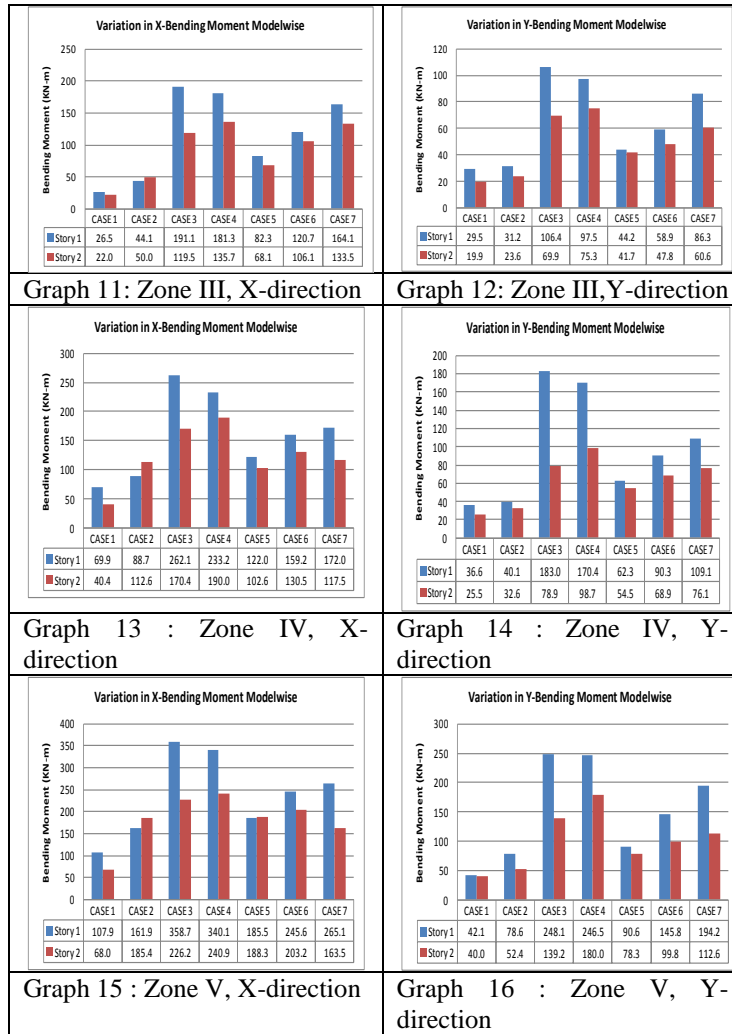 Variation in X-Bending Moment Modelwise
Bending Moment (KN-m)
250
200
150
100
50
0
CASE 1 CASE 2 CASE 3 CASE 4 CASE 5 CASE 6 CASE 7
Story 1 26.5 44.1 191.1 181.3 82.3 120.7 164.1
Story 2 22.0 50.0 119.5 135.7 68.1 106.1 133.5
Graph 11: Zone III, X-direction
Variation in Y-Bending Moment Modelwise
Bending Moment (KN-m)
120
100
80
60
40
20
0
CASE 1 CASE 2 CASE 3 CASE 4 CASE 5 CASE 6 CASE 7
Story 1 29.5 31.2 106.4 97.5 44.2 58.9 86.3
Story 2 19.9 23.6 69.9 75.3 41.7 47.8 60.6
Graph 12: Zone III,Y-direction
Variation in X-Bending Moment Modelwise
Bending Moment (KN-m)
300
250
200
150
100
50
0
CASE 1 CASE 2 CASE 3 CASE 4 CASE 5 CASE 6 CASE 7
Story 1 69.9 88.7 262.1 233.2 122.0 159.2 172.0
Story 2 40.4 112.6 170.4 190.0 102.6 130.5 117.5
Graph 13 : Zone IV, X-
direction
Variation in Y-Bending Moment Modelwise
Bending Moment (KN-m)
200
180
160
140
120
100
80
60
40
20
0
CASE 1 CASE 2 CASE 3 CASE 4 CASE 5 CASE 6 CASE 7
Story 1 36.6 40.1 183.0 170.4 62.3 90.3 109.1
Story 2 25.5 32.6 78.9 98.7 54.5 68.9 76.1
Graph 14 : Zone IV, Y-
direction
Variation in X-Bending Moment Modelwise
Bending Moment (KN-m)
400
350
300
250
200
150
100
50
0
CASE 1 CASE 2 CASE 3 CASE 4 CASE 5 CASE 6 CASE 7
Story 1 107.9 161.9 358.7 340.1 185.5 245.6 265.1
Story 2 68.0 185.4 226.2 240.9 188.3 203.2 163.5
Graph 15 : Zone V, X-direction
Variation in Y-Bending Moment Modelwise
Bending Moment (KN-m)
300
250
200
150
100
50
0
CASE 1 CASE 2 CASE 3 CASE 4 CASE 5 CASE 6 CASE 7
Story 1 42.1 78.6 248.1 246.5 90.6 145.8 194.2
Story 2 40.0 52.4 139.2 180.0 78.3 99.8 112.6
Graph 16 : Zone V, Y-
direction